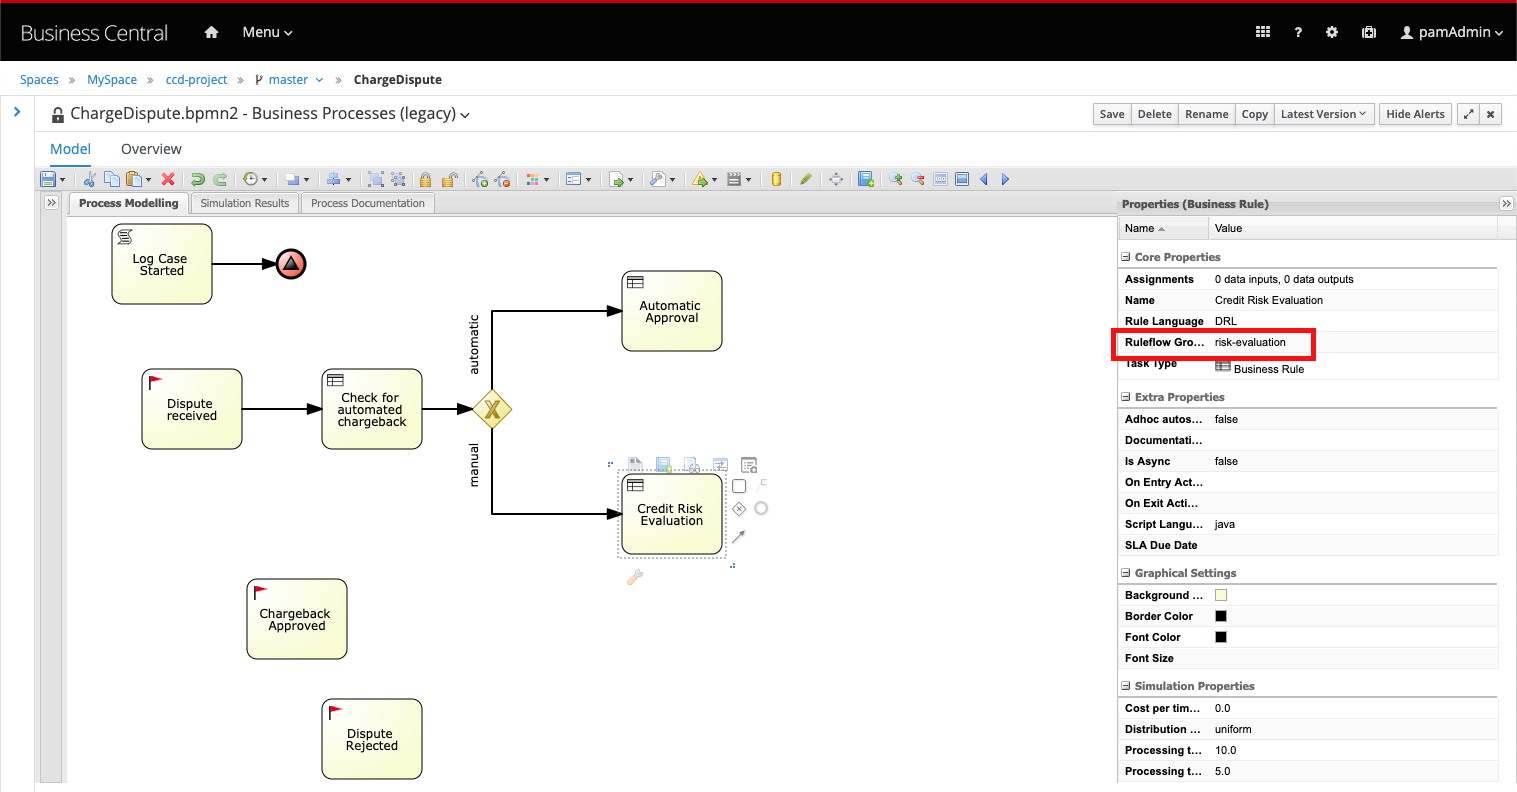 Business Central
Menu
?
pamAdmin
Spaces » MySpace » ccd-project » master » ChargeDispute
ChargeDispute.bpmn2 - Business Processes (legacy)
Save Delete Rename Copy Latest Version Hide Alerts
Model Overview
Process Modelling Simulation Results Process Documentation
Log Case
Started
Automatic
Approval
automatic
Dispute
received
Check for
automated
chargeback
X
manual
Credit Risk
Evaluation
Chargeback
Approved
Dispute
Rejected
Properties (Business Rule)
Name Value
Core Properties
Assignments 0 data inputs, 0 data outputs
Name Credit Risk Evaluation
Rule Language DRL
Ruleflow Gro... risk-evaluation
Task Type Business Rule
Extra Properties
Adhoc autos... false
Documentati...
Is Async false
On Entry Act...
On Exit Acti...
Script Langu... java
SLA Due Date
Graphical Settings
Background ...
Border Color
Font Color
Font Size
Simulation Properties
Cost per tim... 0.0
Distribution ... uniform
Processing t... 10.0
Processing t... 5.0